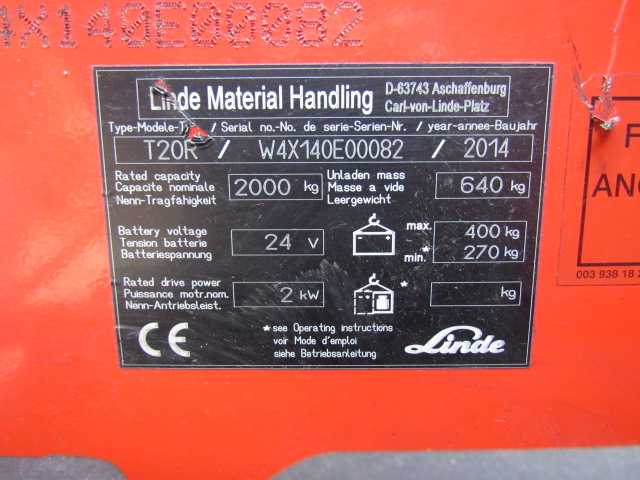 4X140E00082
Linde Material Handling
D-63743 Aschaffenburg
Carl-von-Linde-Platz
Type-Modele-Typ / Serial no.-No. de serie-Serien-Nr. / year-annee-Baujahr
T20R / W4X140E00082 / 2014
Rated capacity
Capacite nominale
Nenn-Tragfähigkeit
2000 kg
Unladen mass
Masse a vide
Leergewicht
640 kg
Battery voltage
Tension batterie
Batteriespannung
24 V
max. 400 kg
* min. 270 kg
Rated drive power
Puissance motr.nom.
Nenn-Antriebsleist.
2 kW
* kg
CE
* see Operating instructions
voir Mode d'emploi
siehe Betriebsanleitung
Linde
F
ANC
003 938 18